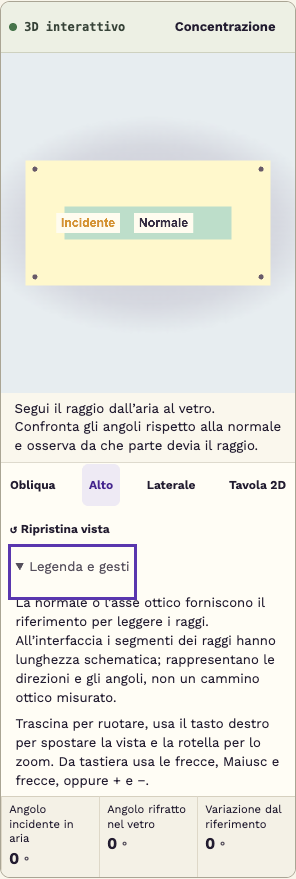 3D interattivo
Concentrazione
Incidente
Normale
Segui il raggio dall'aria al vetro.
Confronta gli angoli rispetto alla normale
e osserva da che parte devia il raggio.
Obliqua
Alto
Laterale
Tavola 2D
↺ Ripristina vista
▼ Legenda e gesti
La normale o l'asse ottico forniscono il
riferimento per leggere i raggi.
All'interfaccia i segmenti dei raggi hanno
lunghezza schematica; rappresentano le
direzioni e gli angoli, non un cammino
ottico misurato.
Trascina per ruotare, usa il tasto destro
per spostare la vista e la rotella per lo
zoom. Da tastiera usa le frecce, Maiusc e
frecce, oppure + e −.
Angolo
incidente in
aria
0 °
Angolo rifratto
nel vetro
0 °
Variazione dal
riferimento
0 °